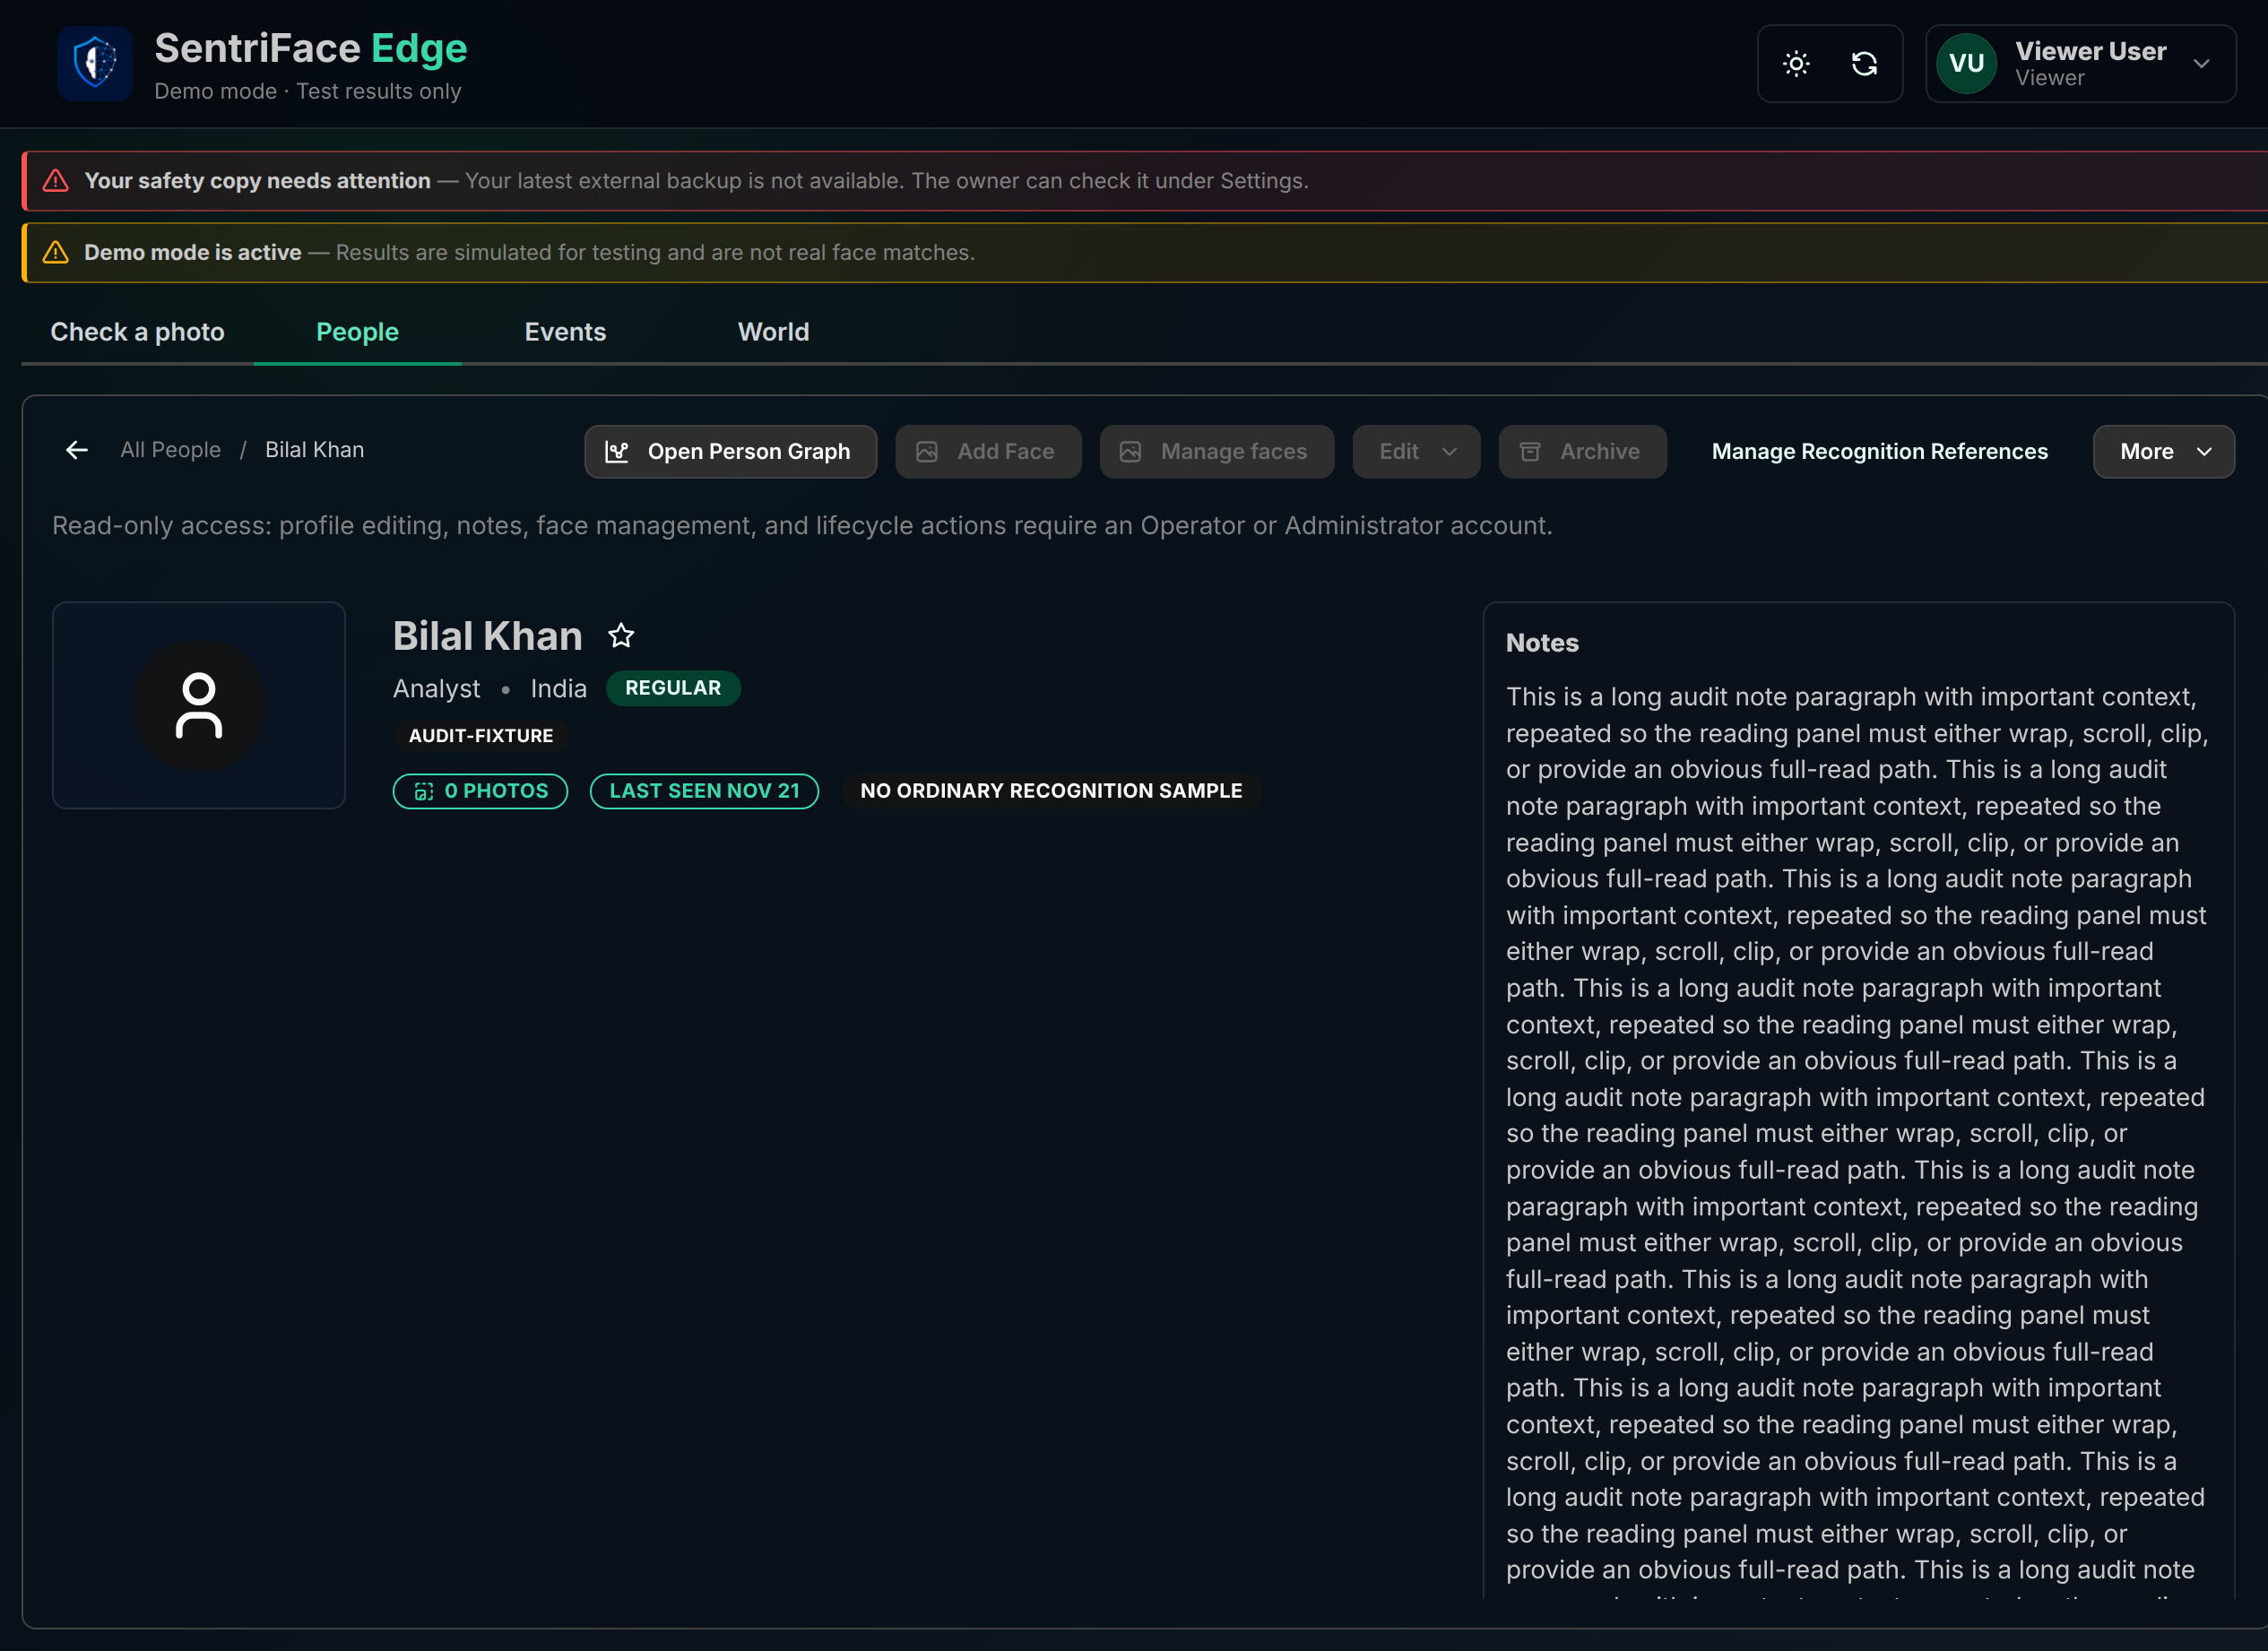 SentriFace Edge
Demo mode · Test results only
VU
Viewer User
Viewer
Your safety copy needs attention — Your latest external backup is not available. The owner can check it under Settings.
Demo mode is active — Results are simulated for testing and are not real face matches.
Check a photo
People
Events
World
All People / Bilal Khan
Open Person Graph
Add Face
Manage faces
Edit
Archive
Manage Recognition References
More
Read-only access: profile editing, notes, face management, and lifecycle actions require an Operator or Administrator account.
Bilal Khan
Analyst • India REGULAR
AUDIT-FIXTURE
0 PHOTOS
LAST SEEN NOV 21
NO ORDINARY RECOGNITION SAMPLE
Notes
This is a long audit note paragraph with important context,
repeated so the reading panel must either wrap, scroll, clip,
or provide an obvious full-read path. This is a long audit
note paragraph with important context, repeated so the
reading panel must either wrap, scroll, clip, or provide an
obvious full-read path. This is a long audit note paragraph
with important context, repeated so the reading panel must
either wrap, scroll, clip, or provide an obvious full-read
path. This is a long audit note paragraph with important
context, repeated so the reading panel must either wrap,
scroll, clip, or provide an obvious full-read path. This is a
long audit note paragraph with important context, repeated
so the reading panel must either wrap, scroll, clip, or
provide an obvious full-read path. This is a long audit note
paragraph with important context, repeated so the reading
panel must either wrap, scroll, clip, or provide an obvious
full-read path. This is a long audit note paragraph with
important context, repeated so the reading panel must
either wrap, scroll, clip, or provide an obvious full-read
path. This is a long audit note paragraph with important
context, repeated so the reading panel must either wrap,
scroll, clip, or provide an obvious full-read path. This is a
long audit note paragraph with important context, repeated
so the reading panel must either wrap, scroll, clip, or
provide an obvious full-read path. This is a long audit note